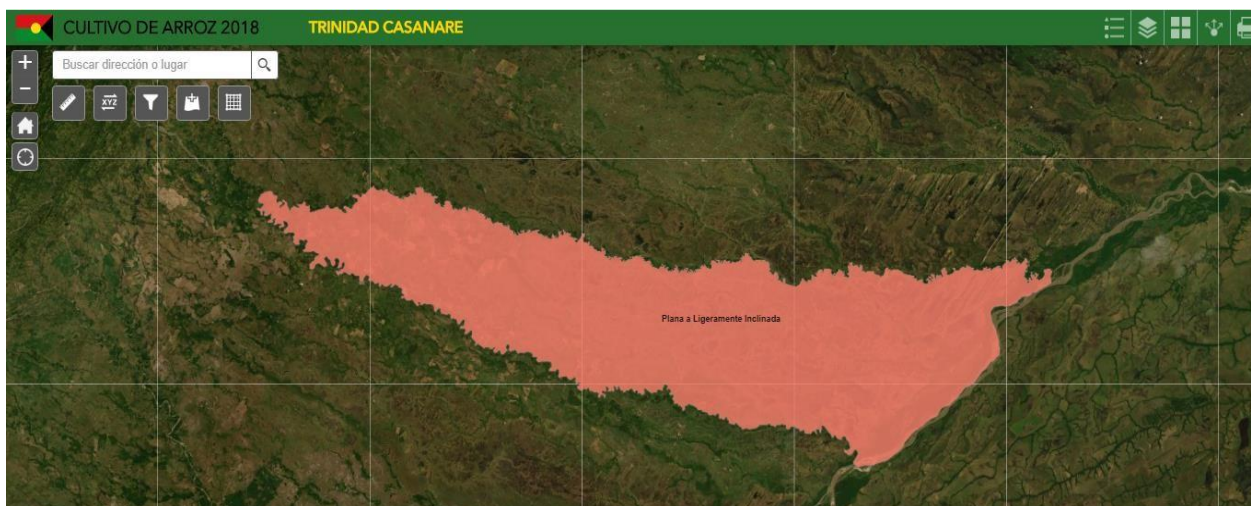 CULTIVO DE ARROZ 2018 TRINIDAD CASANARE
Buscar dirección o lugar
XYZ
Plana a Ligeramente Inclinada